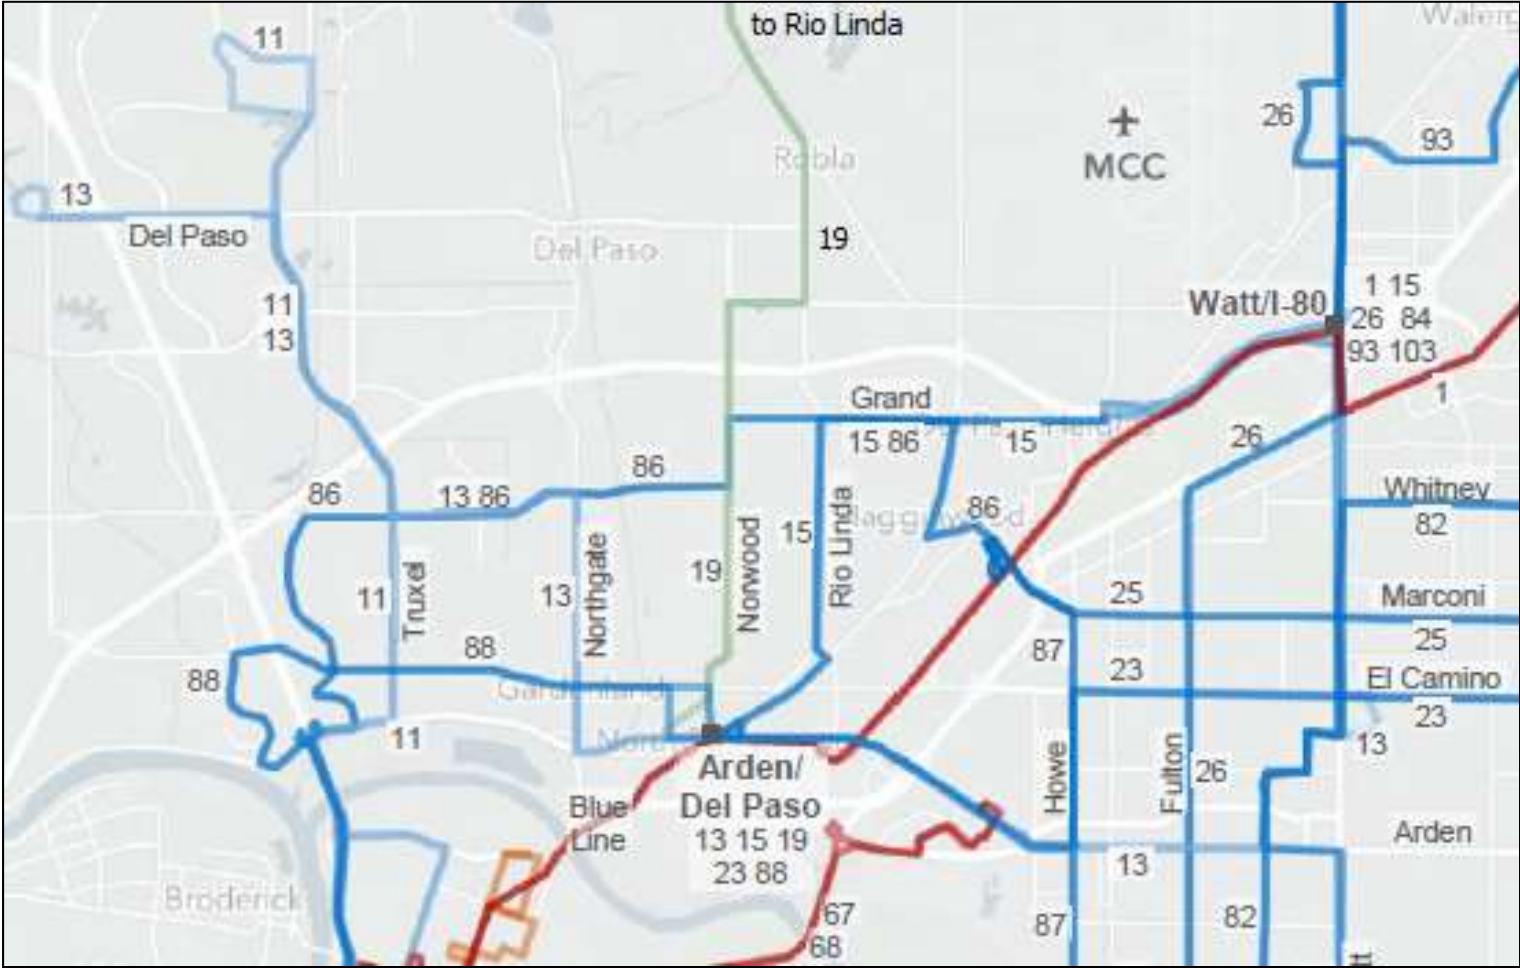 to Rio Linda
11
26
93
MCC
Robla
13
Del Paso
19
Del Paso
11
13
Watt/I-80
1 15
26 84
93 103
1
Grand
15 86
15
26
86
86
13 86
Whitney
82
86
Norwood
15
Rio Linda
19
11
Truxel
13
Northgate
25
Marconi
25
88
87
23
El Camino
23
88
Gardenland
11
13
Arden/
Del Paso
13 15 19
23 88
Blue
Line
Howe
Fulton
26
Arden
13
Broderick
67
68
87
82